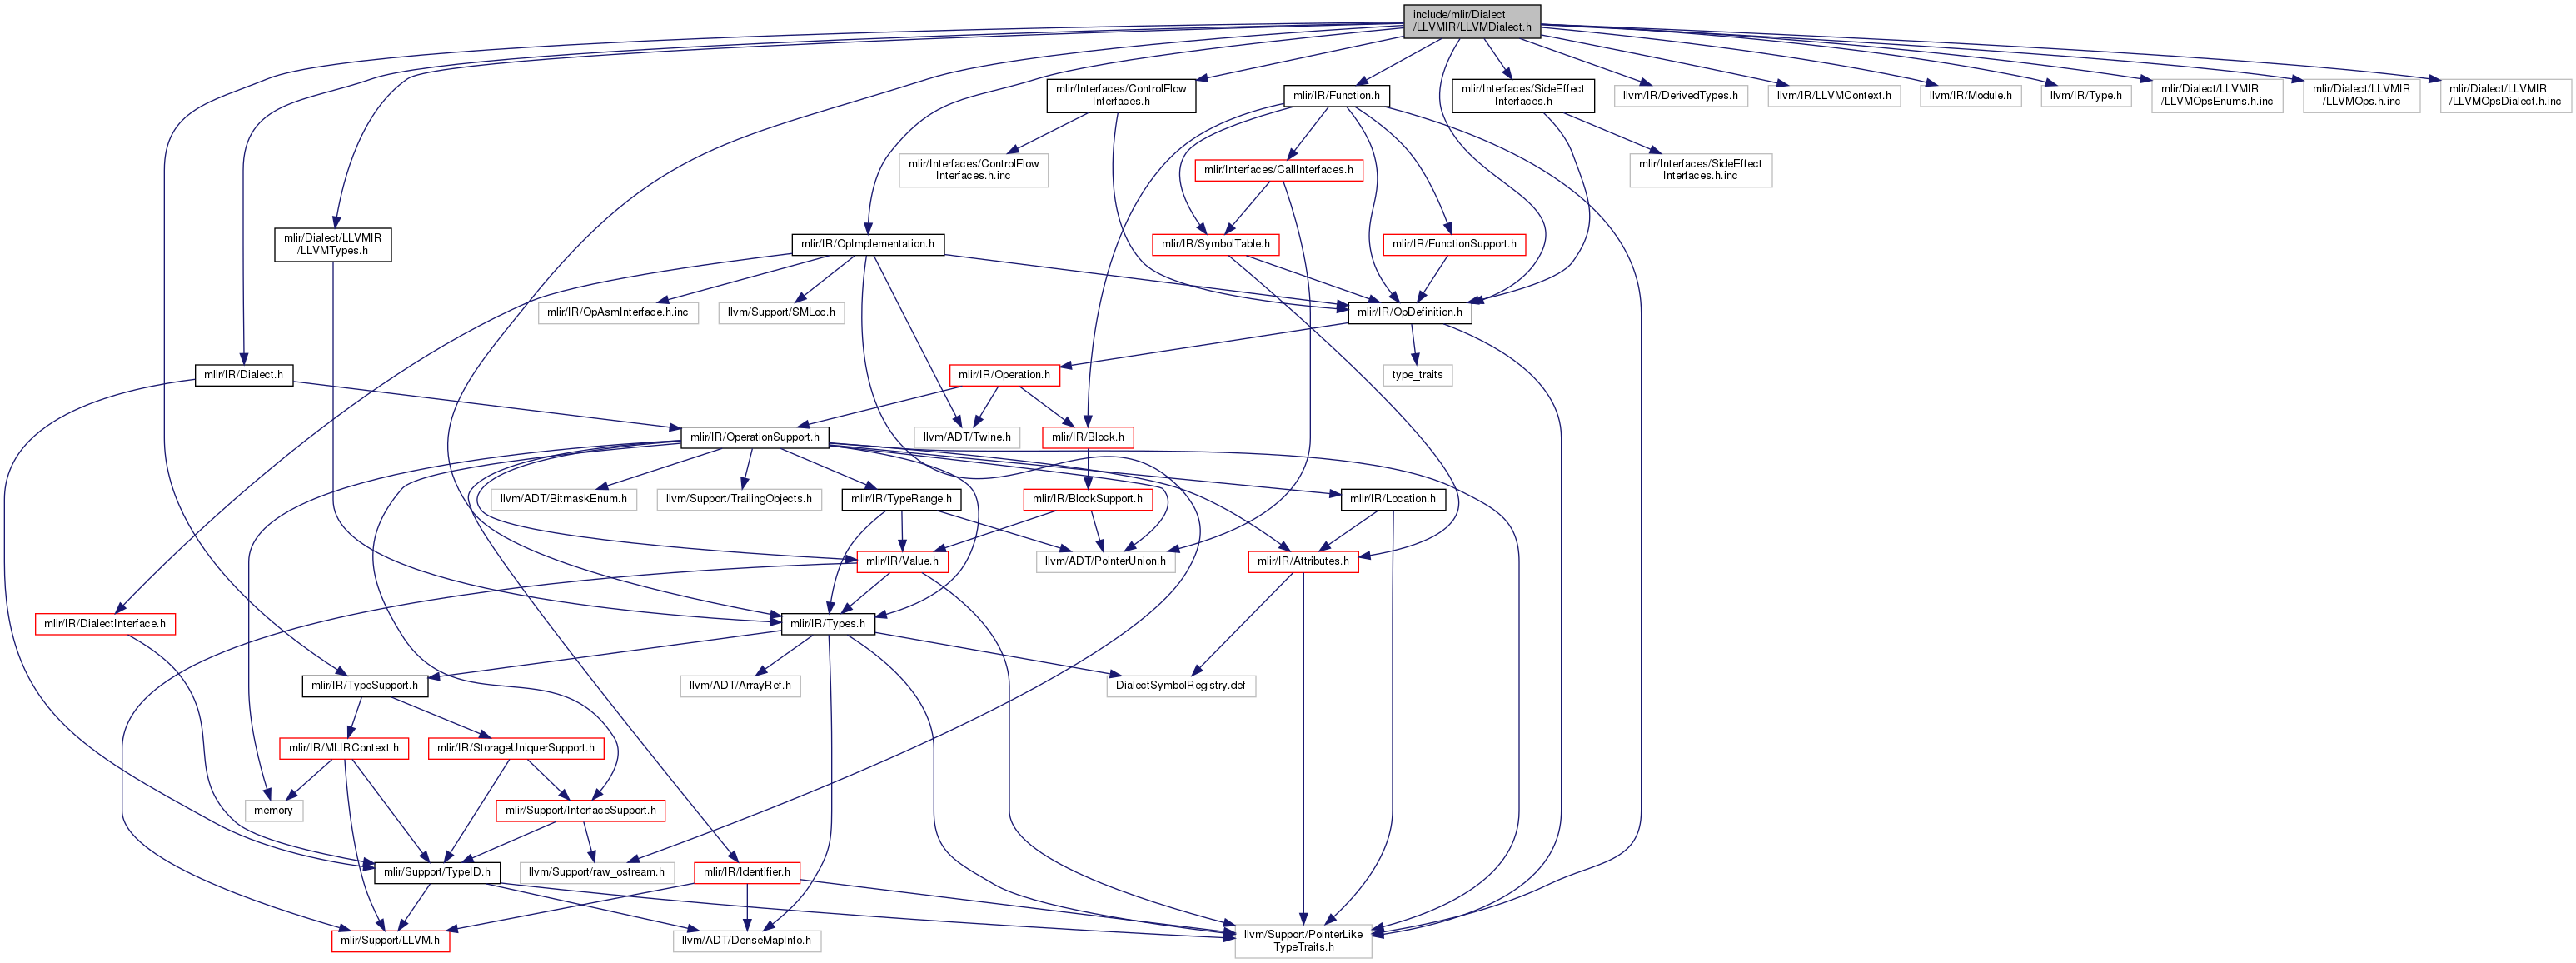 include/mlir/Dialect
/LLVMIR/LLVMDialect.h
mlir/Interfaces/ControlFlow
Interfaces.h
mlir/IR/Function.h
mlir/Interfaces/SideEffect
Interfaces.h
llvm/IR/DerivedTypes.h
llvm/IR/LLVMContext.h
llvm/IR/Module.h
llvm/IR/Type.h
mlir/Dialect/LLVMIR
/LLVMOpsEnums.h.inc
mlir/Dialect/LLVMIR
/LLVMOps.h.inc
mlir/Dialect/LLVMIR
/LLVMOpsDialect.h.inc
mlir/Interfaces/ControlFlow
Interfaces.h.inc
mlir/Interfaces/CallInterfaces.h
mlir/Interfaces/SideEffect
Interfaces.h.inc
mlir/Dialect/LLVMIR
/LLVMTypes.h
mlir/IR/OpImplementation.h
mlir/IR/SymbolTable.h
mlir/IR/FunctionSupport.h
mlir/IR/OpAsmInterface.h.inc
llvm/Support/SMLoc.h
mlir/IR/OpDefinition.h
mlir/IR/Dialect.h
mlir/IR/Operation.h
type_traits
mlir/IR/OperationSupport.h
llvm/ADT/Twine.h
mlir/IR/Block.h
llvm/ADT/BitmaskEnum.h
llvm/Support/TrailingObjects.h
mlir/IR/TypeRange.h
mlir/IR/BlockSupport.h
mlir/IR/Location.h
mlir/IR/Value.h
llvm/ADT/PointerUnion.h
mlir/IR/Attributes.h
mlir/IR/DialectInterface.h
mlir/IR/Types.h
mlir/IR/TypeSupport.h
llvm/ADT/ArrayRef.h
DialectSymbolRegistry.def
mlir/IR/MLIRContext.h
mlir/IR/StorageUniquerSupport.h
memory
mlir/Support/InterfaceSupport.h
mlir/Support/TypeID.h
llvm/Support/raw_ostream.h
mlir/IR/Identifier.h
mlir/Support/LLVM.h
llvm/ADT/DenseMapInfo.h
llvm/Support/PointerLike
TypeTraits.h